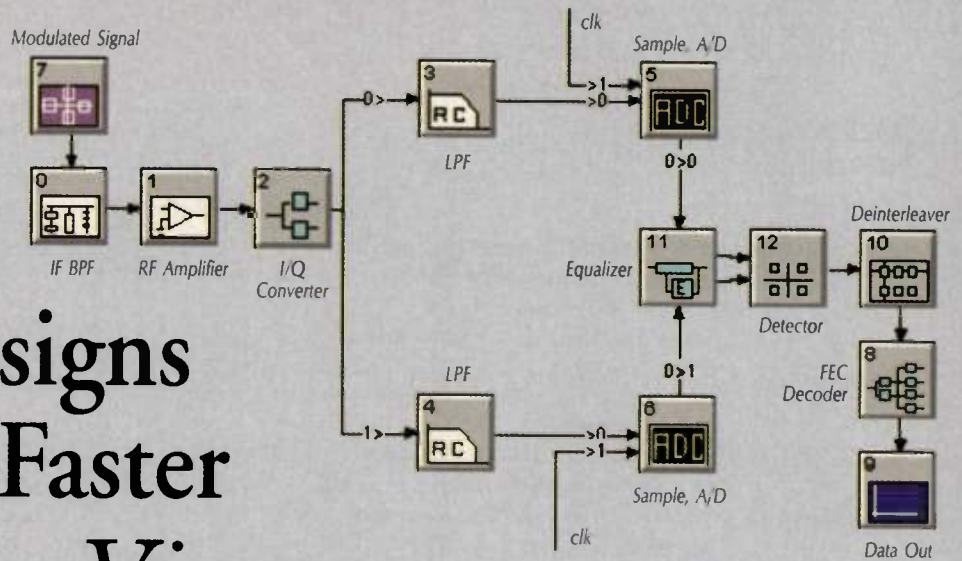 Modulated Signal
7
0
IF BPF
1
RF Amplifier
2
I/Q
Converter
0>
1>
3
RC
LPF
LPF
4
RC
clk
>1
>0
Sample, A/D
5
ADC
0>0
>0
>1
clk
0>1
6
ADC
Sample, A/D
Equalizer
11
E
12
Detector
Deinterleaver
10
FEC
Decoder
8
9
Data Out
signs
Faster